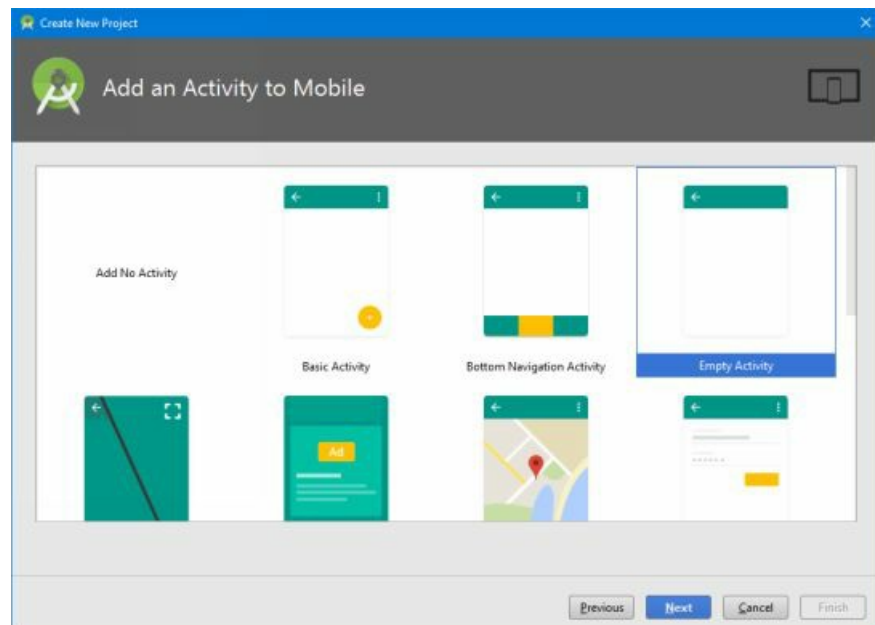 Create New Project
Add an Activity to Mobile
Add No Activity
Basic Activity
Bottom Navigation Activity
Empty Activity
Ad
Previous
Next
Cancel
Finish